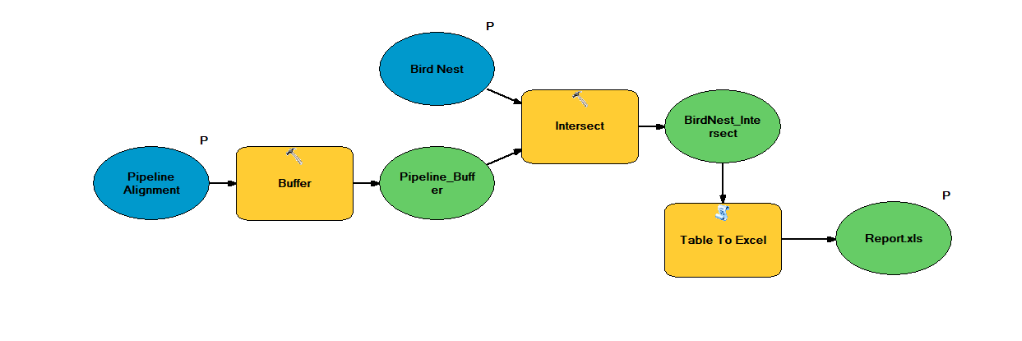 P
Bird Nest
Intersect
BirdNest_Inte
rsect
P
Pipeline
Alignment
Buffer
Pipeline_Buff
er
Table To Excel
P
Report.xls